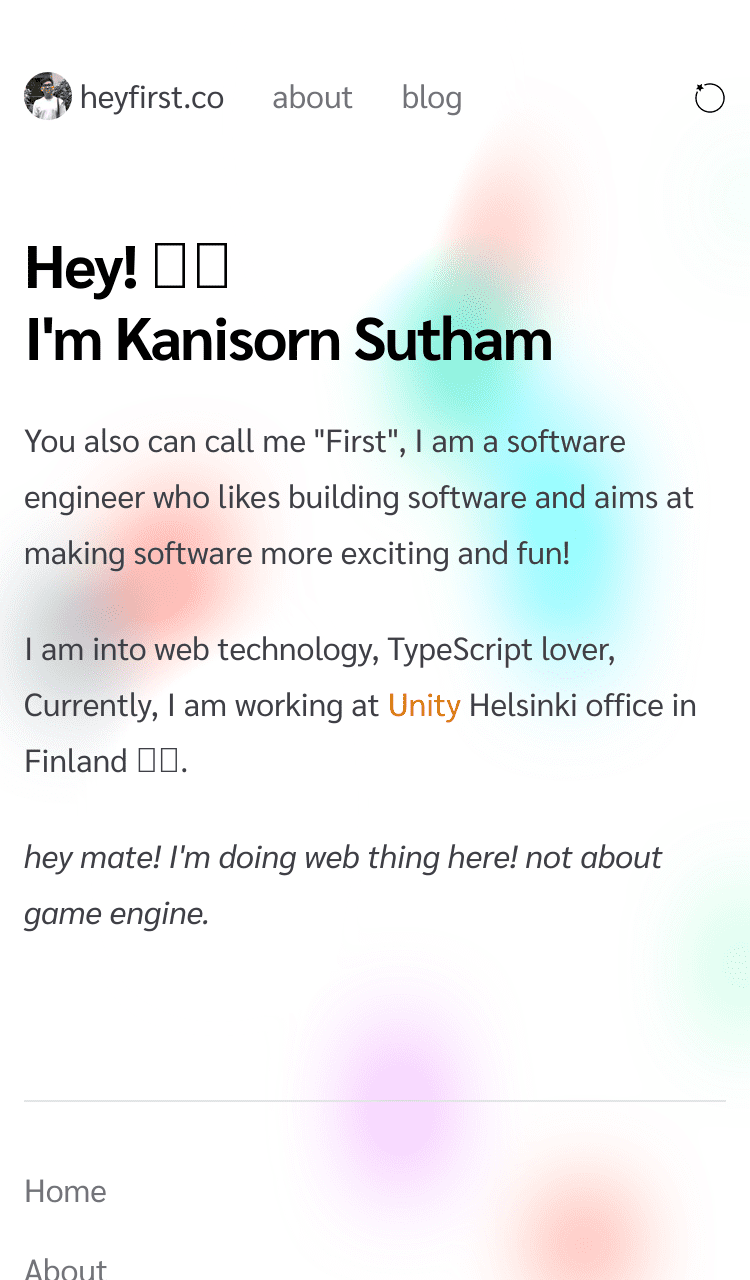 heyfirst.co about blog
Hey! 
I'm Kanisorn Sutham
You also can call me "First", I am a software
engineer who likes building software and aims at
making software more exciting and fun!
I am into web technology, TypeScript lover,
Currently, I am working at Unity Helsinki office in
Finland .
hey mate! I'm doing web thing here! not about
game engine.
Home
About